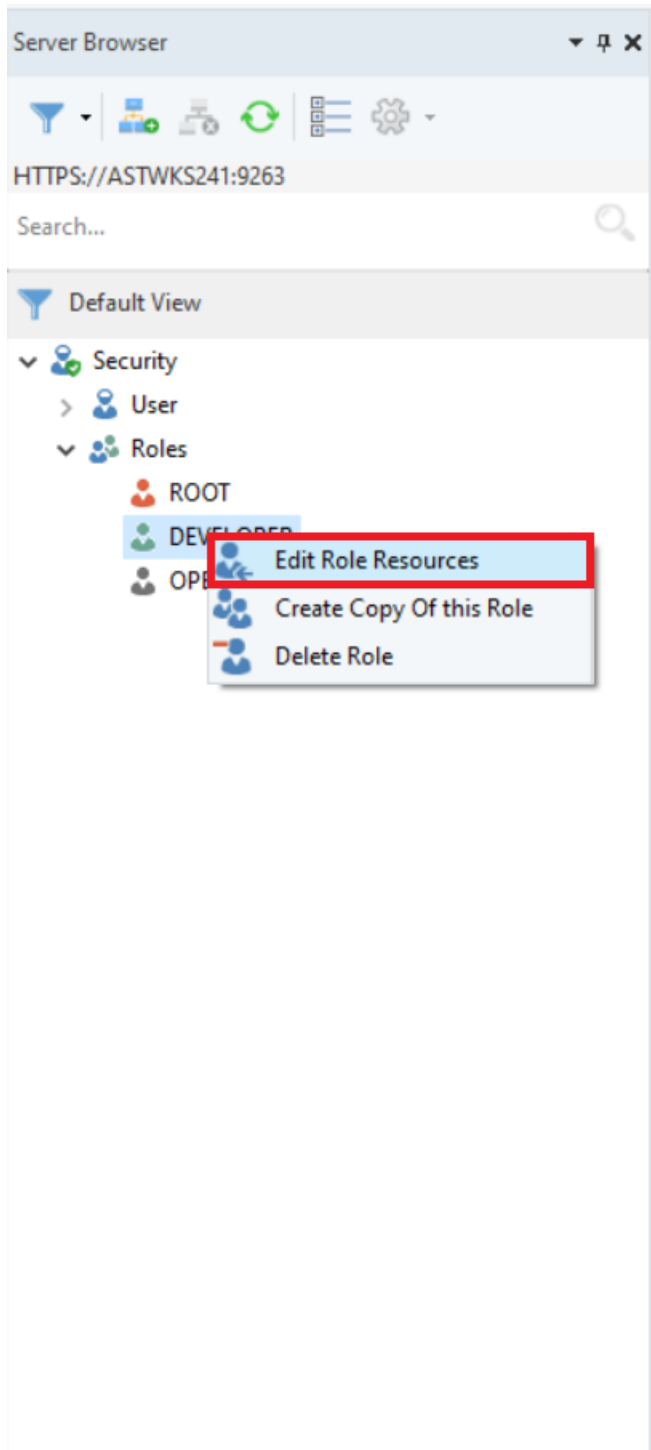 Server Browser
HTTPS://ASTWKS241:9263
Search...
Default View
Security
User
Roles
ROOT
Edit Role Resources
Create Copy Of this Role
Delete Role